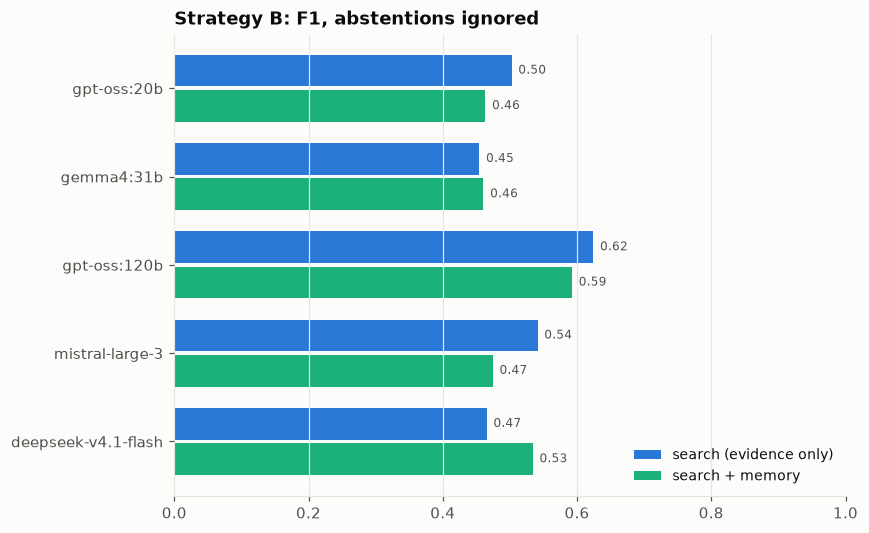 Strategy B: F1, abstentions ignored
gpt-oss:20b
0.50
0.46
gemma4:31b
0.45
0.46
gpt-oss:120b
0.62
0.59
mistral-large-3
0.54
0.47
deepseek-v4.1-flash
0.47
0.53
search (evidence only)
search + memory
0.0 0.2 0.4 0.6 0.8 1.0